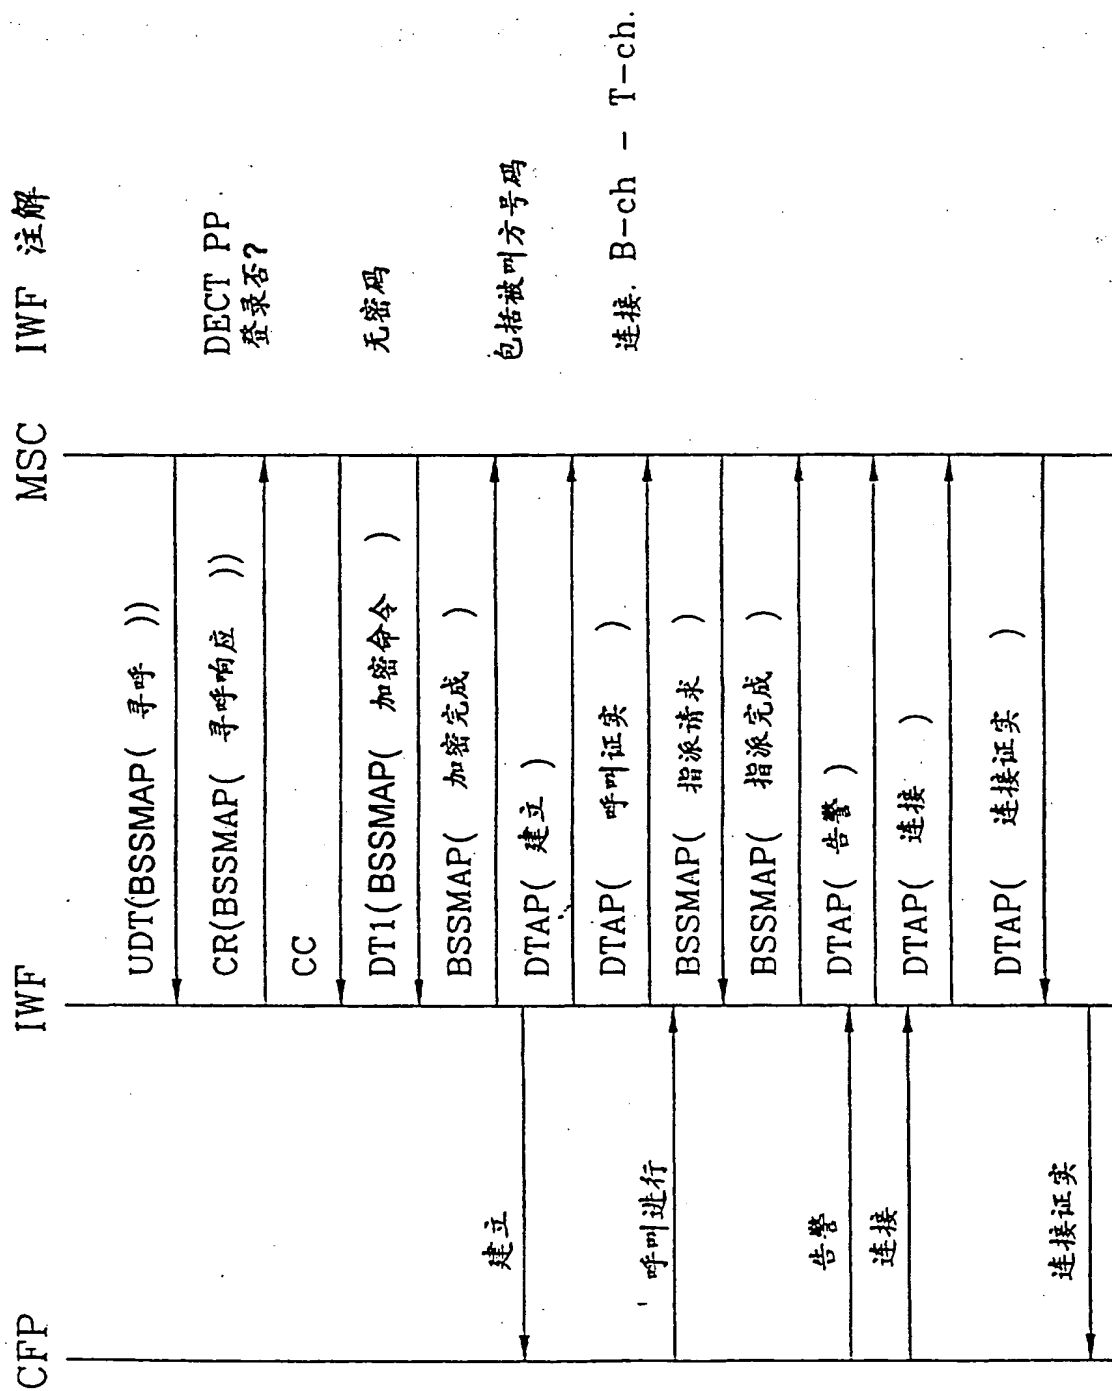 CFP
IWF
MSC
IWF 注解
UDT(BSSMAP( 寻呼 ))
CR(BSSMAP( 寻呼响应 ))
DECT PP
登录否?
CC
DT1(BSSMAP( 加密命令 )
无密码
BSSMAP( 加密完成 )
建立
DTAP( 建立 )
包括被叫方号码
DTAP( 呼叫证实 )
呼叫进行
BSSMAP( 指派请求 )
连接. B-ch - T-ch.
BSSMAP( 指派完成 )
告警
DTAP( 告警 )
连接
DTAP( 连接 )
DTAP( 连接证实 )
连接证实